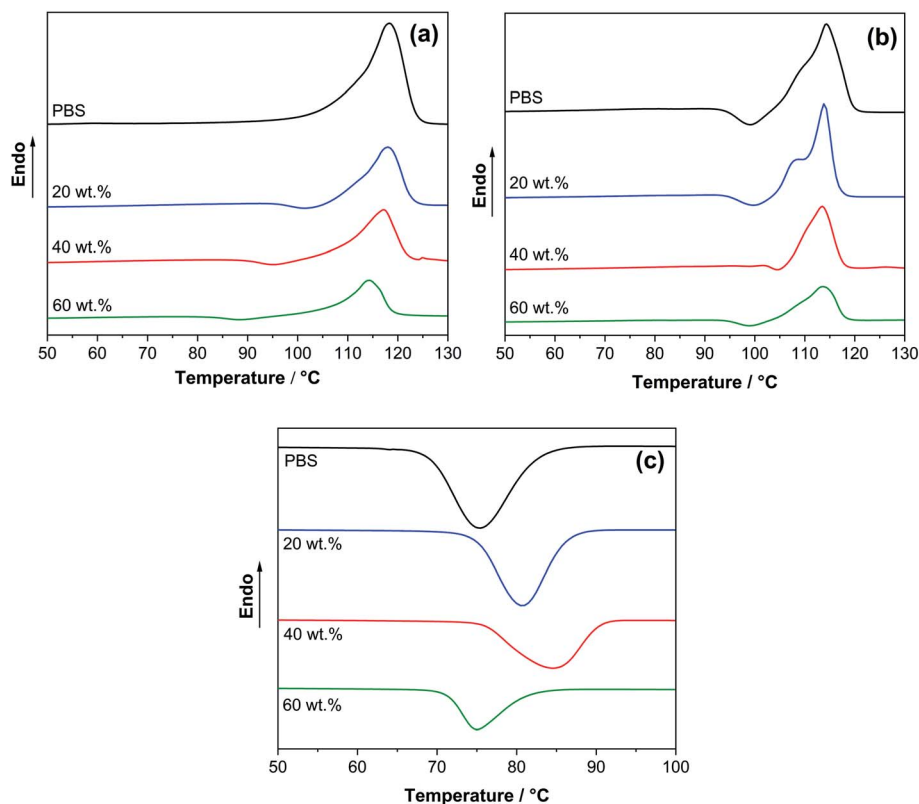 (a)
PBS
20 wt.%
40 wt.%
60 wt.%
Endo
50 60 70 80 90 100 110 120 130
Temperature / °C
(b)
PBS
20 wt.%
40 wt.%
60 wt.%
Endo
50 60 70 80 90 100 110 120 130
Temperature / °C
(c)
PBS
20 wt.%
40 wt.%
60 wt.%
Endo
50 60 70 80 90 100
Temperature / °C